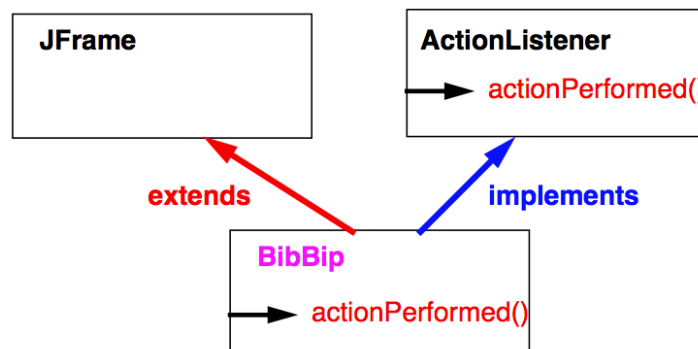 JFrame
ActionListener
actionPerformed()
extends
implements
BibBip
actionPerformed()